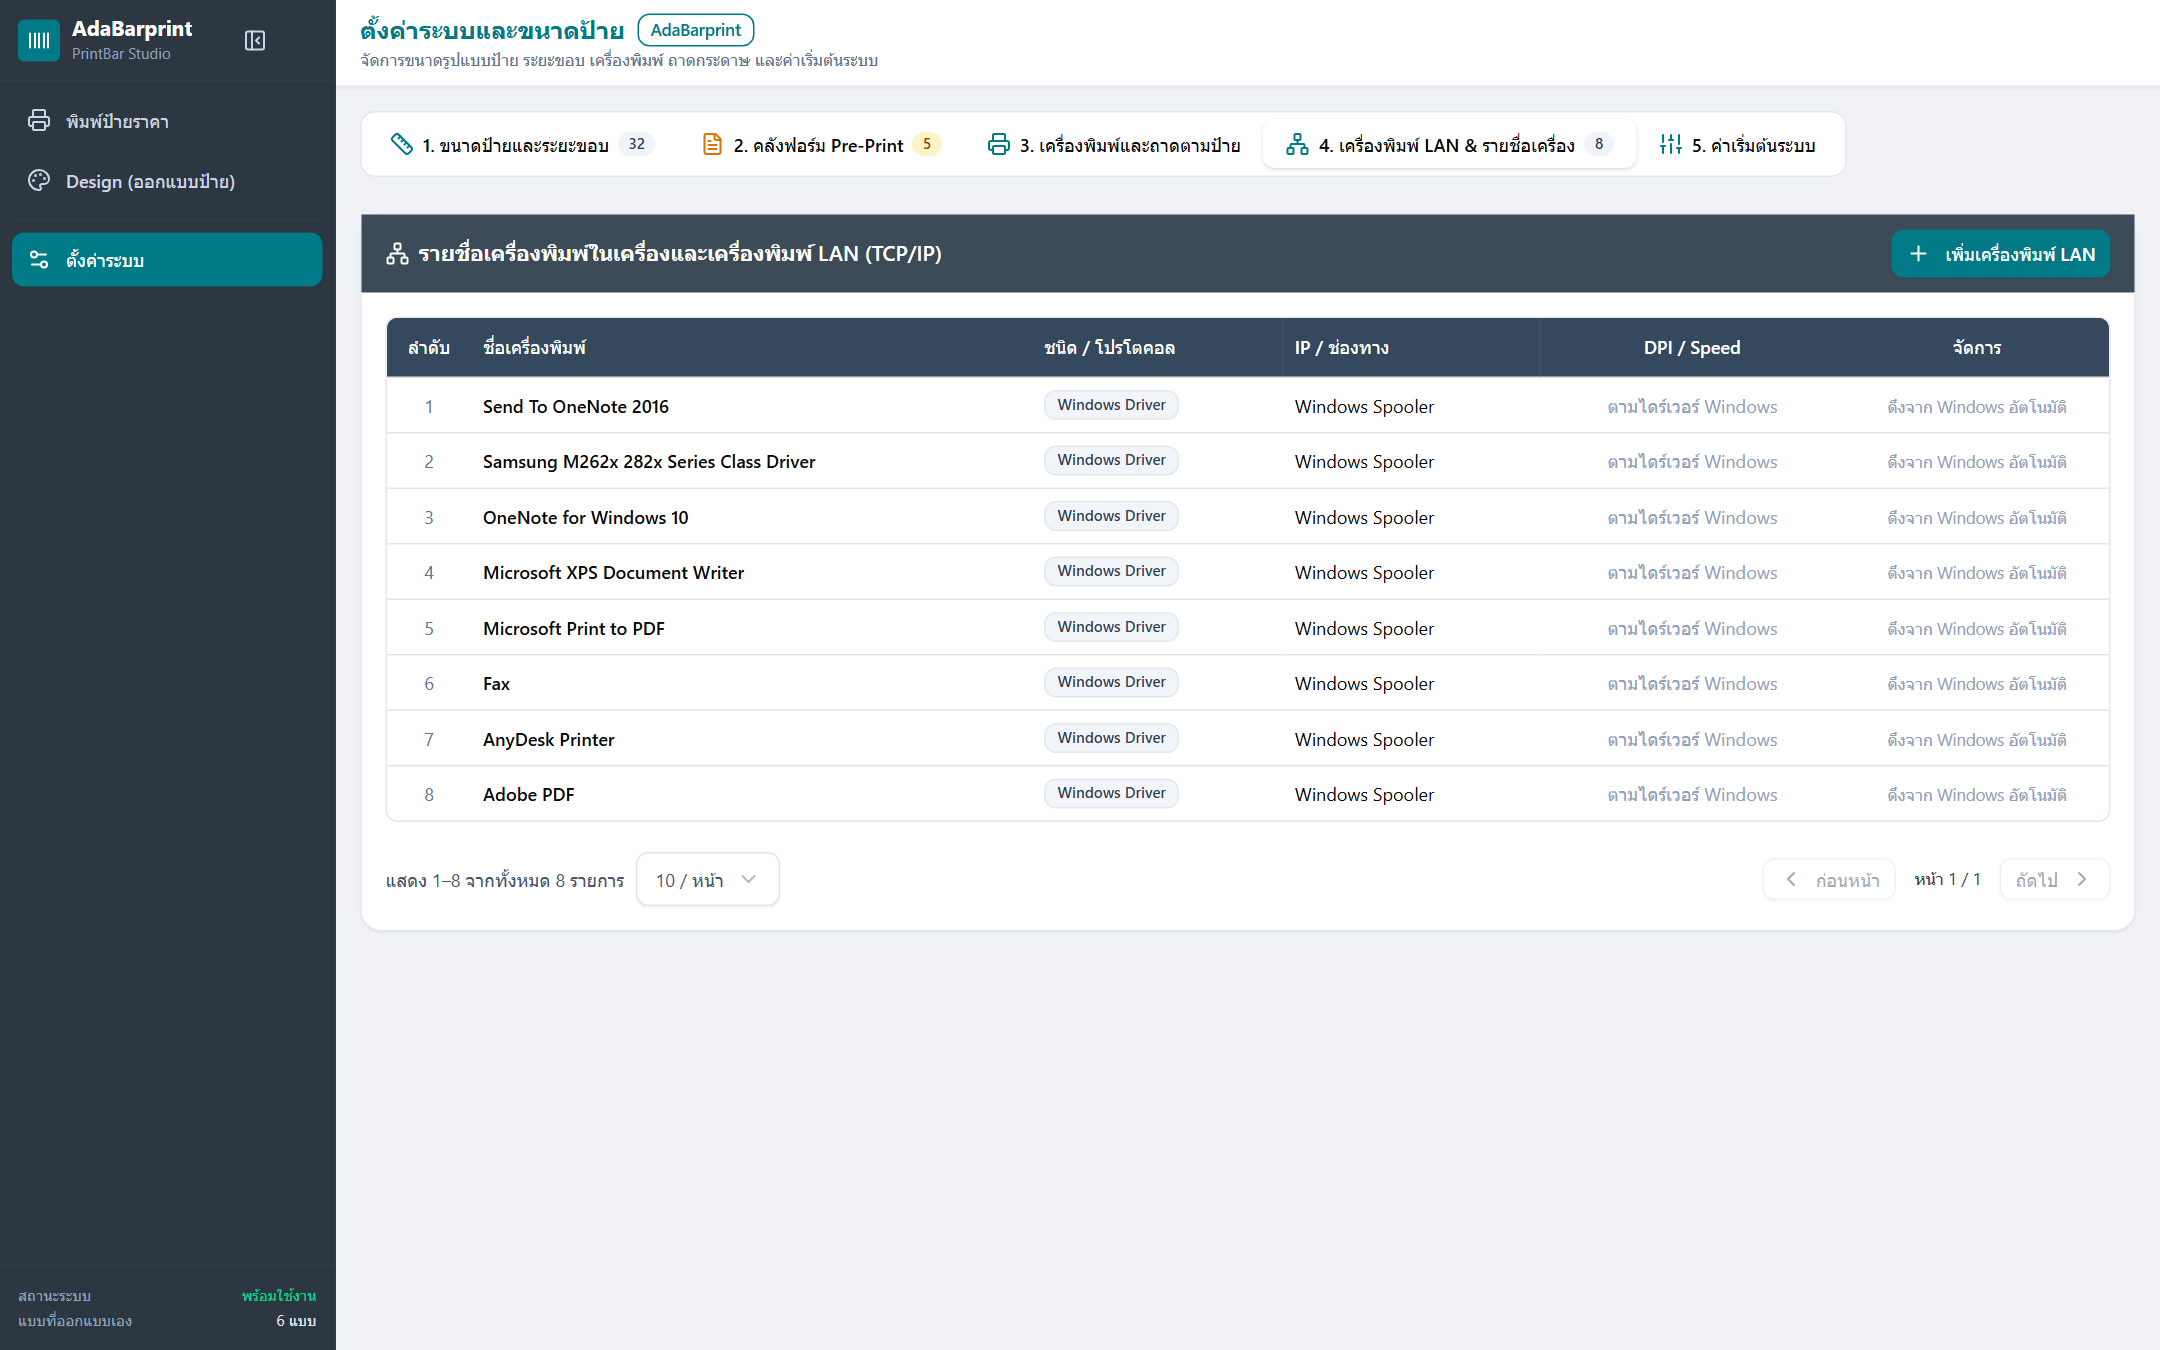 AdaBarprint
PrintBar Studio
พิมพ์ป้ายราคา
Design (ออกแบบป้าย)
ตั้งค่าระบบ
สถานะระบบ พร้อมใช้งาน
แบบที่ออกแบบเอง 6 แบบ
ตั้งค่าระบบและขนาดป้าย AdaBarprint
จัดการขนาดรูปแบบป้าย ระยะขอบ เครื่องพิมพ์ ถาดกระดาษ และค่าเริ่มต้นระบบ
1. ขนาดป้ายและระยะขอบ 32 2. คลังฟอร์ม Pre-Print 5 3. เครื่องพิมพ์และถาดตามป้าย 4. เครื่องพิมพ์ LAN & รายชื่อเครื่อง 8 5. ค่าเริ่มต้นระบบ
รายชื่อเครื่องพิมพ์ในเครื่องและเครื่องพิมพ์ LAN (TCP/IP) เพิ่มเครื่องพิมพ์ LAN
ลำดับ ชื่อเครื่องพิมพ์ ชนิด / โปรโตคอล IP / ช่องทาง DPI / Speed จัดการ
1 Send To OneNote 2016 Windows Driver Windows Spooler ตามไดร์เวอร์ Windows ดึงจาก Windows อัตโนมัติ
2 Samsung M262x 282x Series Class Driver Windows Driver Windows Spooler ตามไดร์เวอร์ Windows ดึงจาก Windows อัตโนมัติ
3 OneNote for Windows 10 Windows Driver Windows Spooler ตามไดร์เวอร์ Windows ดึงจาก Windows อัตโนมัติ
4 Microsoft XPS Document Writer Windows Driver Windows Spooler ตามไดร์เวอร์ Windows ดึงจาก Windows อัตโนมัติ
5 Microsoft Print to PDF Windows Driver Windows Spooler ตามไดร์เวอร์ Windows ดึงจาก Windows อัตโนมัติ
6 Fax Windows Driver Windows Spooler ตามไดร์เวอร์ Windows ดึงจาก Windows อัตโนมัติ
7 AnyDesk Printer Windows Driver Windows Spooler ตามไดร์เวอร์ Windows ดึงจาก Windows อัตโนมัติ
8 Adobe PDF Windows Driver Windows Spooler ตามไดร์เวอร์ Windows ดึงจาก Windows อัตโนมัติ
แสดง 1–8 จากทั้งหมด 8 รายการ 10 / หน้า ก่อนหน้า หน้า 1 / 1 ถัดไป